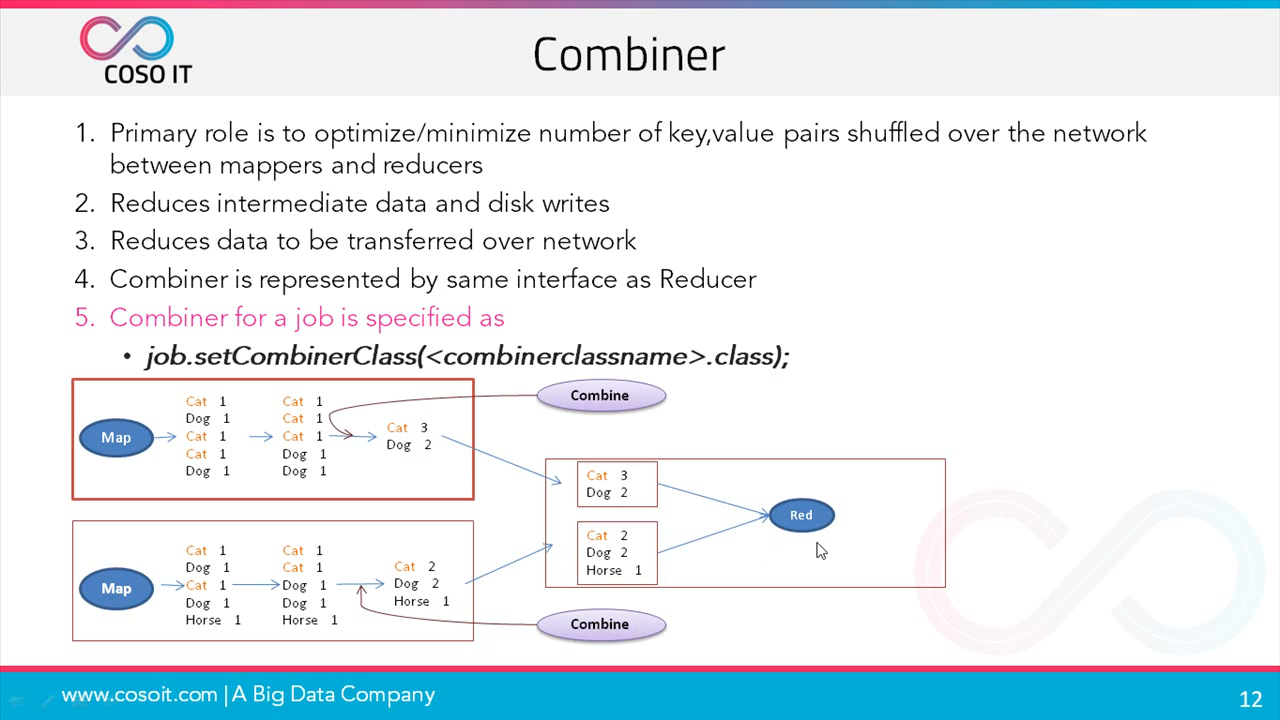 COSO IT
Combiner
1. Primary role is to optimize/minimize number of key,value pairs shuffled over the network
between mappers and reducers
2. Reduces intermediate data and disk writes
3. Reduces data to be transferred over network
4. Combiner is represented by same interface as Reducer
5. Combiner for a job is specified as
• job.setCombinerClass(<combinerclassname>.class);
Map
Cat 1
Dog 1
Cat 1
Cat 1
Dog 1
Cat 1
Cat 1
Cat 1
Dog 1
Dog 1
Cat 3
Dog 2
Combine
Map
Cat 1
Dog 1
Cat 1
Dog 1
Horse 1
Cat 1
Cat 1
Dog 1
Dog 1
Horse 1
Cat 2
Dog 2
Horse 1
Combine
Cat 3
Dog 2
Cat 2
Dog 2
Horse 1
Red
www.cosoit.com | A Big Data Company
12